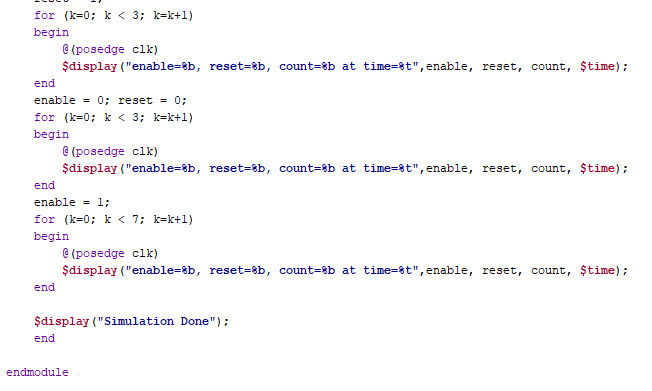 for (k=0; k < 3; k=k+1)
begin
@(posedge clk)
$display("enable=%b, reset=%b, count=%b at time=%t",enable, reset, count, $time);
end
enable = 0; reset = 0;
for (k=0; k < 3; k=k+1)
begin
@(posedge clk)
$display("enable=%b, reset=%b, count=%b at time=%t",enable, reset, count, $time);
end
enable = 1;
for (k=0; k < 7; k=k+1)
begin
@(posedge clk)
$display("enable=%b, reset=%b, count=%b at time=%t",enable, reset, count, $time);
end
$display("Simulation Done");
end
endmodule